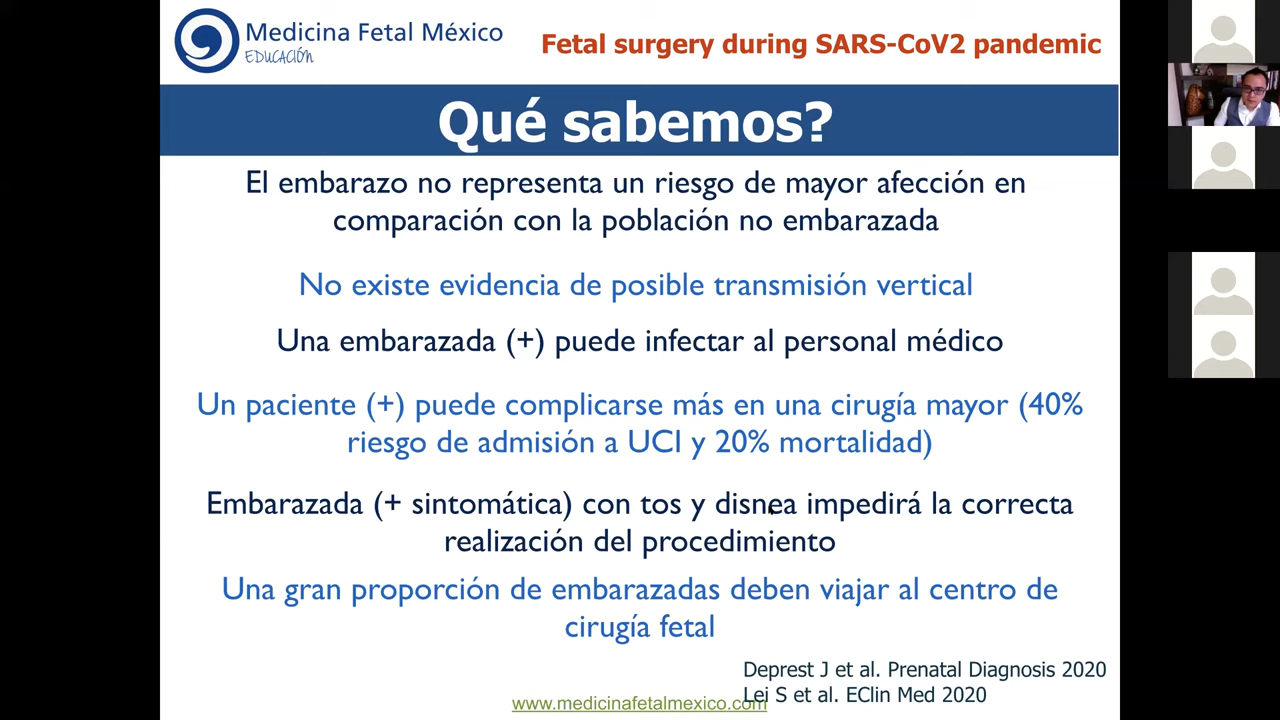 Medicina Fetal México
EDUCACIÓN
Fetal surgery during SARS-CoV2 pandemic
Qué sabemos?
El embarazo no representa un riesgo de mayor afección en
comparación con la población no embarazada
No existe evidencia de posible transmisión vertical
Una embarazada (+) puede infectar al personal médico
Un paciente (+) puede complicarse más en una cirugía mayor (40%
riesgo de admisión a UCI y 20% mortalidad)
Embarazada (+ sintomática) con tos y disnea impedirá la correcta
realización del procedimiento
Una gran proporción de embarazadas deben viajar al centro de
cirugía fetal
Deprest J et al. Prenatal Diagnosis 2020
Lei S et al. EClin Med 2020
www.medicinafetalmexico.com